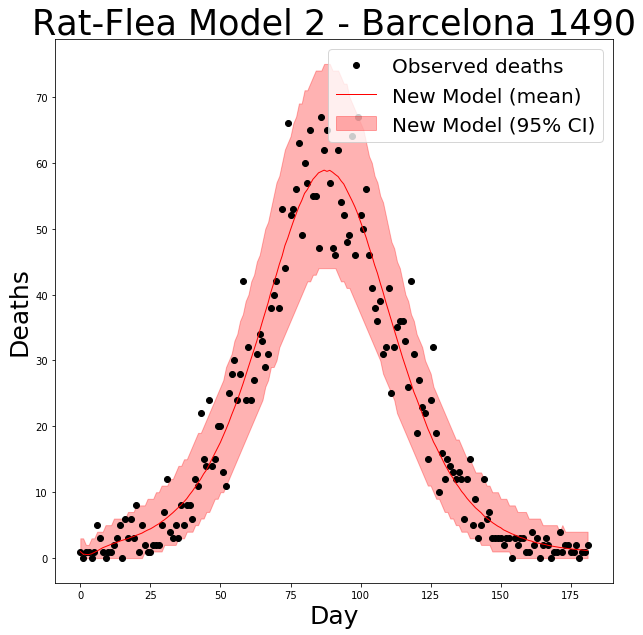 Rat-Flea Model 2 - Barcelona 1490
Observed deaths
New Model (mean)
New Model (95% CI)
Deaths
70
60
50
40
30
20
10
0
0 25 50 75 100 125 150 175
Day